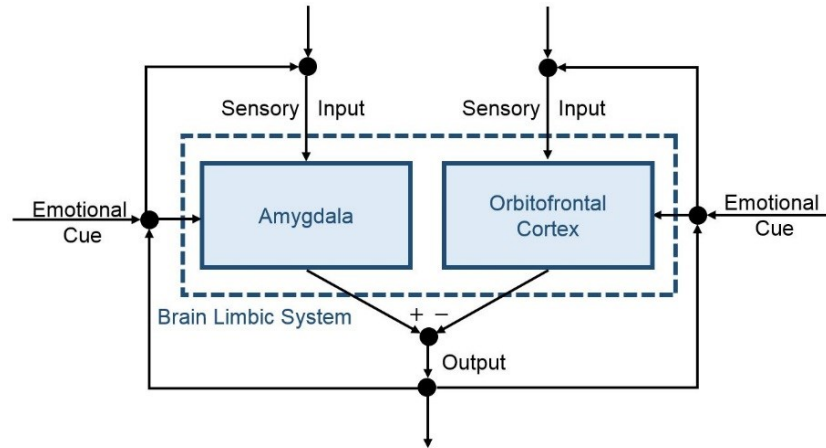 Sensory Input
Sensory Input
Emotional
Cue
Amygdala
Orbitofrontal
Cortex
Emotional
Cue
Brain Limbic System
+ −
Output